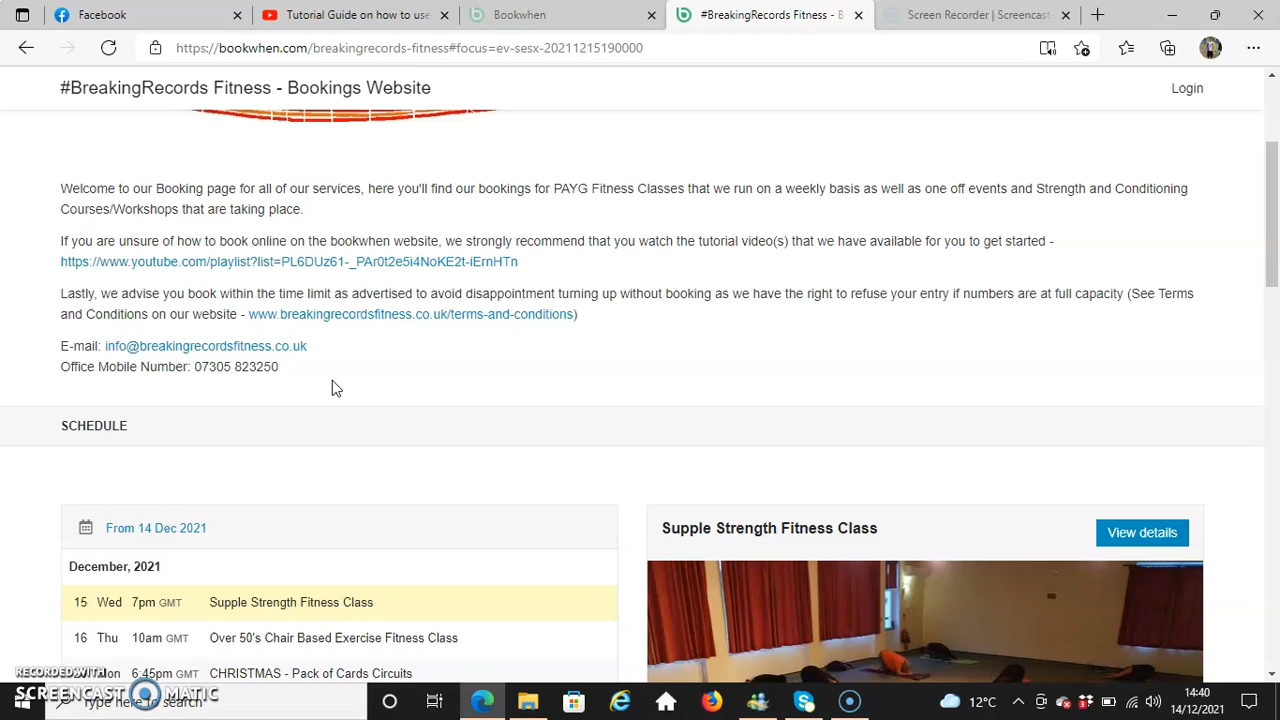 Facebook
Tutorial Guide on how to use
Bookwhen
#BreakingRecords Fitness - B
Screen Recorder | Screencast
https://bookwhen.com/breakingrecords-fitness#focus=ev-sesx-20211215190000
#BreakingRecords Fitness - Bookings Website
Login
Welcome to our Booking page for all of our services, here you'll find our bookings for PAYG Fitness Classes that we run on a weekly basis as well as one off events and Strength and Conditioning
Courses/Workshops that are taking place.
If you are unsure of how to book online on the bookwhen website, we strongly recommend that you watch the tutorial video(s) that we have available for you to get started -
https://www.youtube.com/playlist?list=PL6DUz61-_PAr0t2e5i4NoKE2t-iErnHTn
Lastly, we advise you book within the time limit as advertised to avoid disappointment turning up without booking as we have the right to refuse your entry if numbers are at full capacity (See Terms
and Conditions on our website - www.breakingrecordsfitness.co.uk/terms-and-conditions)
E-mail: info@breakingrecordsfitness.co.uk
Office Mobile Number: 07305 823250
SCHEDULE
From 14 Dec 2021
December, 2021
15 Wed 7pm GMT Supple Strength Fitness Class
16 Thu 10am GMT Over 50's Chair Based Exercise Fitness Class
6:45pm GMT CHRISTMAS - Pack of Cards Circuits
Supple Strength Fitness Class
View details
RECORDED WITH
SCREENCAST MATIC
Type here to search
12°C
14:40
14/12/2021